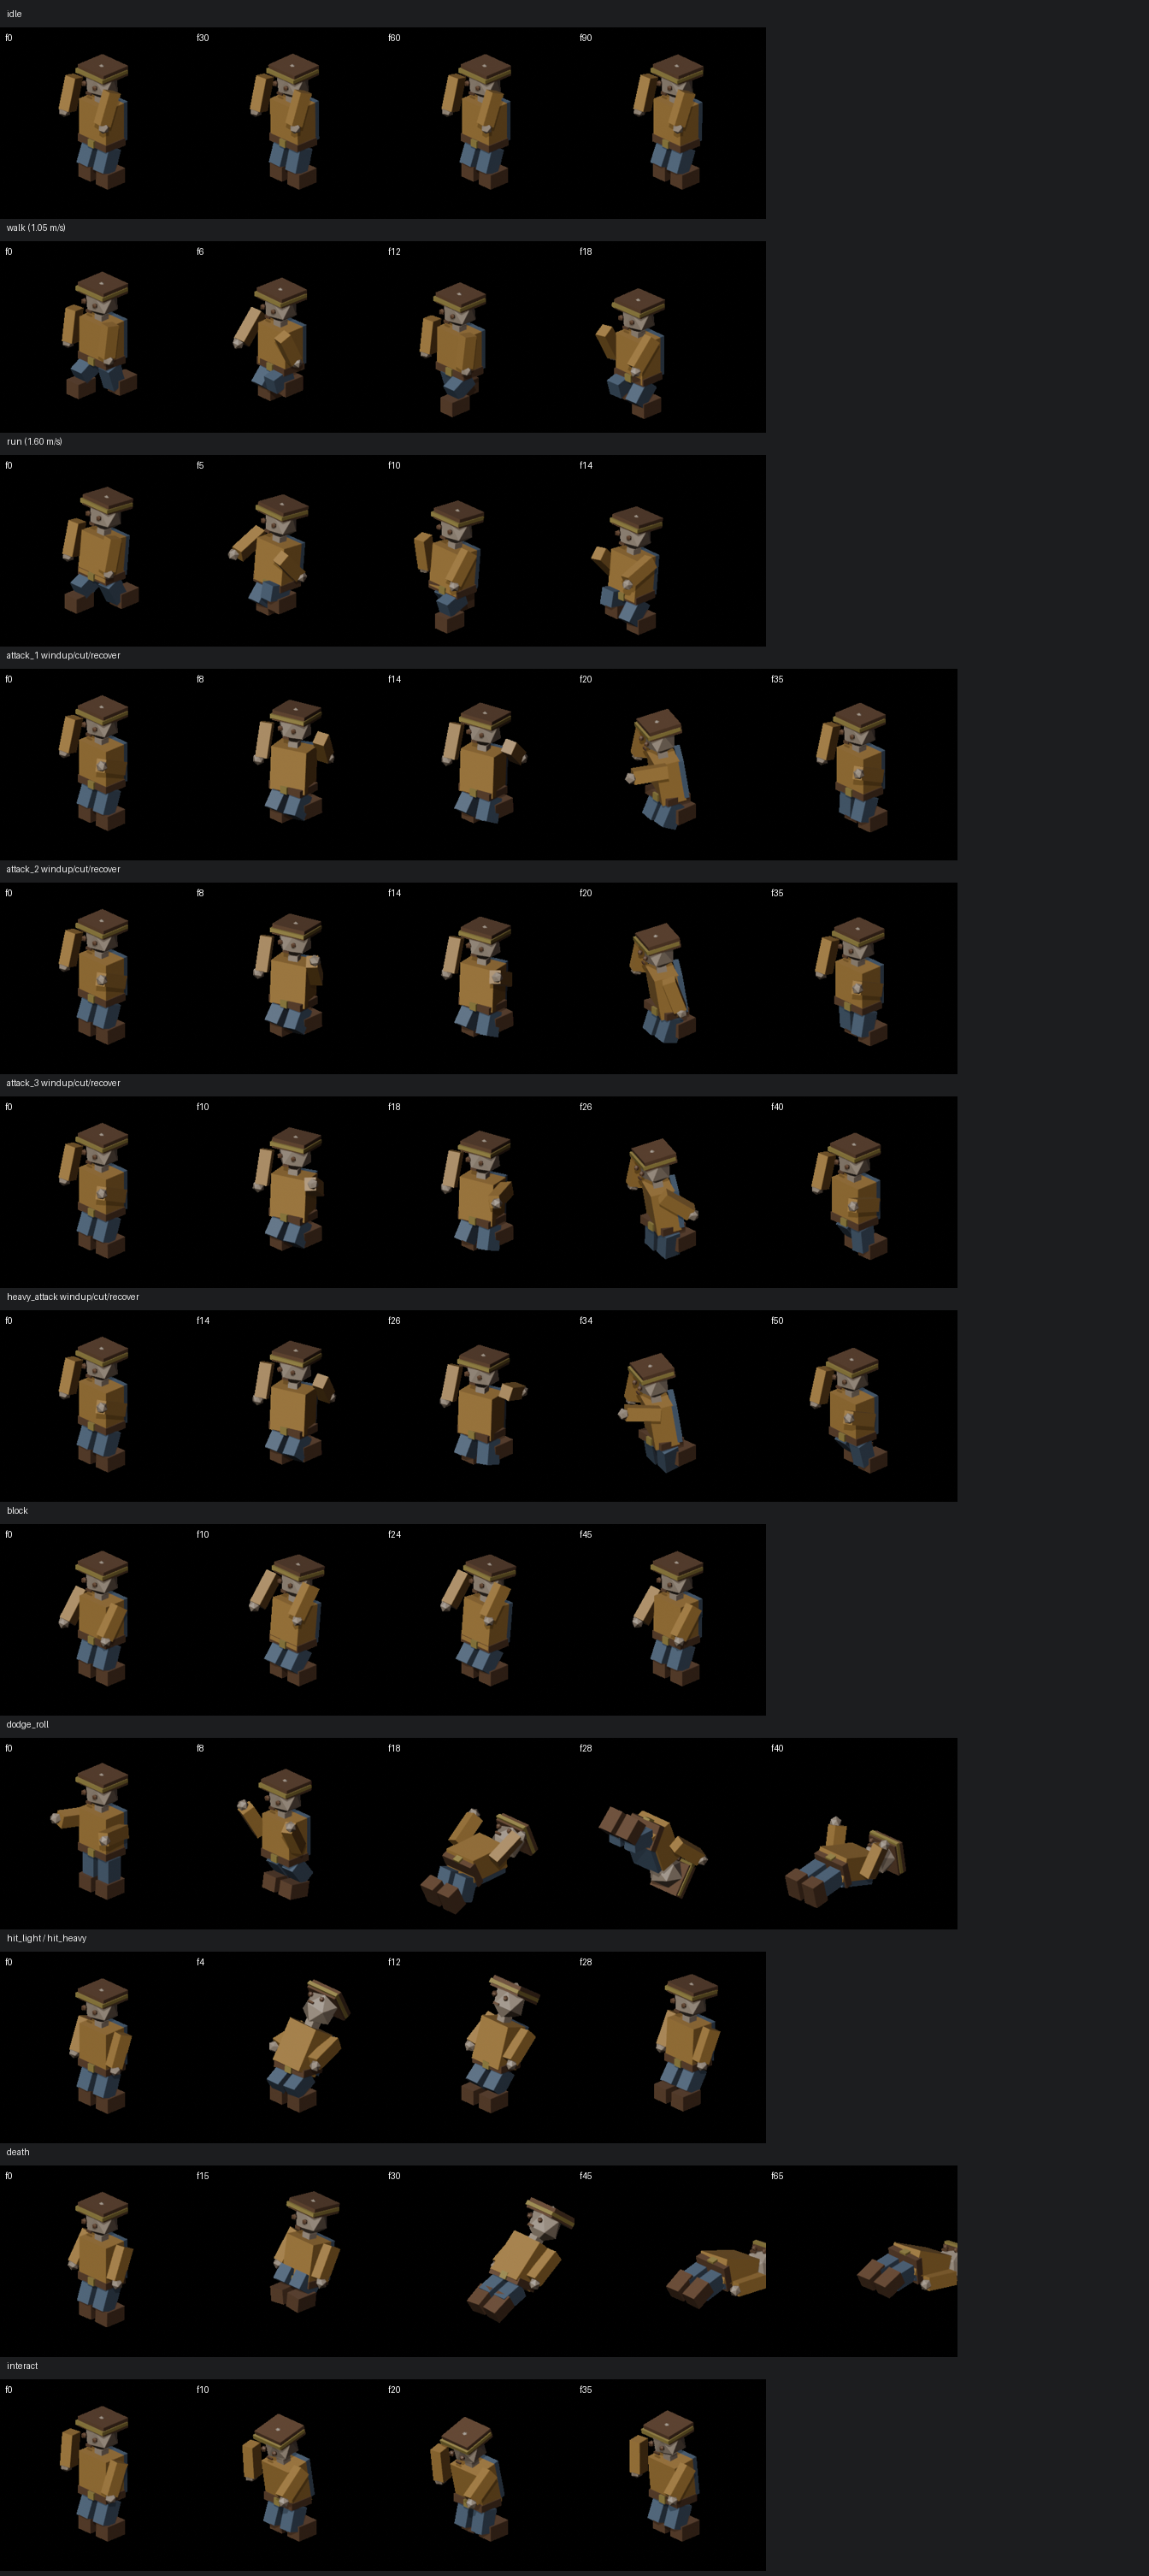 idle
f0 f30 f60 f90
walk (1.05 m/s)
f0 f6 f12 f18
run (1.60 m/s)
f0 f5 f10 f14
attack_1 windup/cut/recover
f0 f8 f14 f20 f35
attack_2 windup/cut/recover
f0 f8 f14 f20 f35
attack_3 windup/cut/recover
f0 f10 f18 f26 f40
heavy_attack windup/cut/recover
f0 f14 f26 f34 f50
block
f0 f10 f24 f45
dodge_roll
f0 f8 f18 f28 f40
hit_light / hit_heavy
f0 f4 f12 f28
death
f0 f15 f30 f45 f65
interact
f0 f10 f20 f35